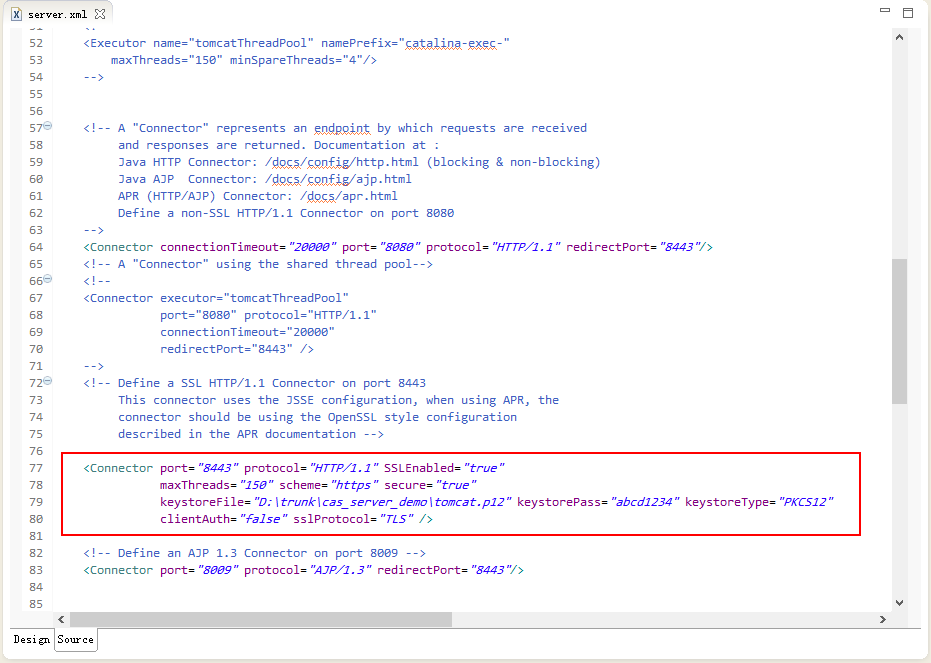 server.xml
51 <!
52 <Executor name="tomcatThreadPool" namePrefix="catalina-exec-"
53 maxThreads="150" minSpareThreads="4"/>
54 -->
55
56
57 <!-- A "Connector" represents an endpoint by which requests are received
58 and responses are returned. Documentation at :
59 Java HTTP Connector: /docs/config/http.html (blocking & non-blocking)
60 Java AJP  Connector: /docs/config/ajp.html
61 APR (HTTP/AJP) Connector: /docs/apr.html
62 Define a non-SSL HTTP/1.1 Connector on port 8080
63 -->
64 <Connector connectionTimeout="20000" port="8080" protocol="HTTP/1.1" redirectPort="8443"/>
65 <!-- A "Connector" using the shared thread pool-->
66 <!--
67 <Connector executor="tomcatThreadPool"
68 port="8080" protocol="HTTP/1.1"
69 connectionTimeout="20000"
70 redirectPort="8443" />
71 -->
72 <!-- Define a SSL HTTP/1.1 Connector on port 8443
73 This connector uses the JSSE configuration, when using APR, the
74 connector should be using the OpenSSL style configuration
75 described in the APR documentation -->
76
77 <Connector port="8443" protocol="HTTP/1.1" SSLEnabled="true"
78 maxThreads="150" scheme="https" secure="true"
79 keystoreFile="D:\trunk\cas_server_demo\tomcat.p12" keystorePass="abcd1234" keystoreType="PKCS12"
80 clientAuth="false" sslProtocol="TLS" />
81
82 <!-- Define an AJP 1.3 Connector on port 8009 -->
83 <Connector port="8009" protocol="AJP/1.3" redirectPort="8443"/>
84
85
Design Source